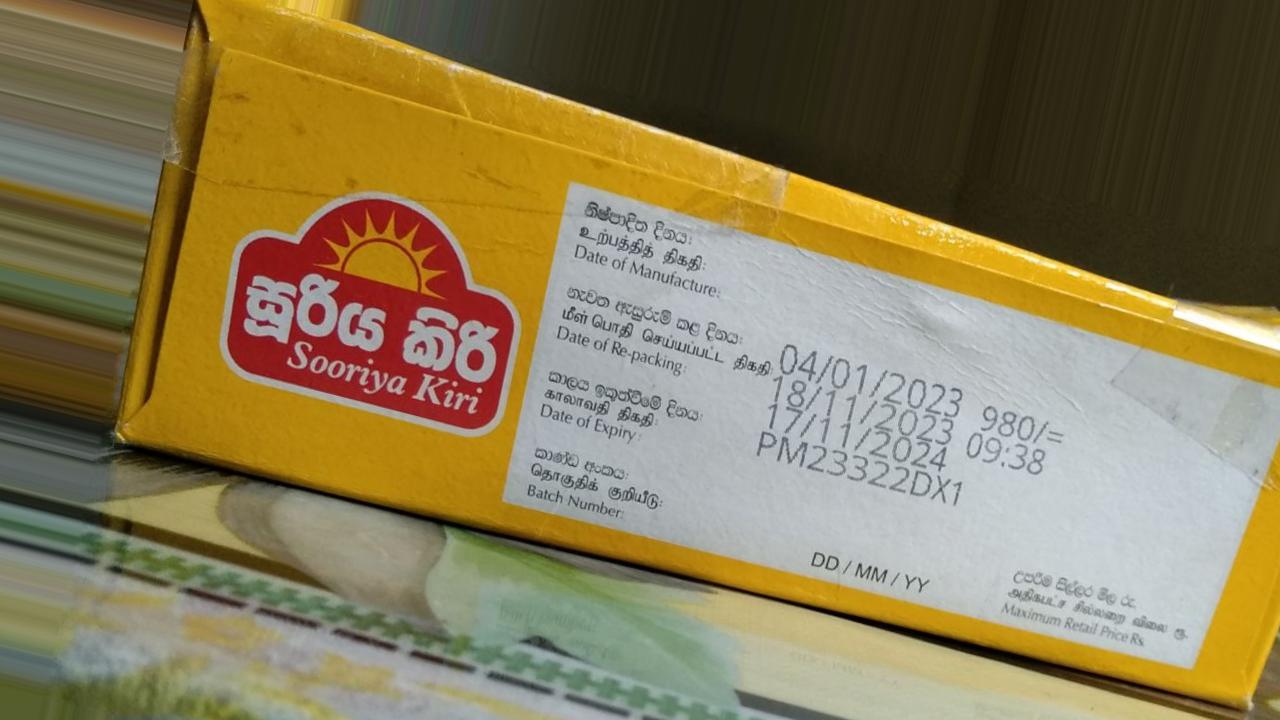 සූරිය කිරි
Sooriya Kiri
නිෂ්පාදිත දිනය:
உற்பத்தித் திகதி:
Date of Manufacture:
නැවත ඇසුරුම් කළ දිනය:
மீள் பொதி செய்யப்பட்ட திகதி:
Date of Re-packing:
කාලය ඉකුත්වීමේ දිනය:
காலாவதி திகதி:
Date of Expiry:
කාණ්ඩ අංකය:
தொகுதிக் குறியீடு:
Batch Number:
04/01/2023 980/=
18/11/2023 09:38
17/11/2024
PM23322DX1
DD / MM / YY
උපරිම සිල්ලර මිල රු.
அதிகபட்ச சில்லறை விலை ரூ.
Maximum Retail Price Rs.